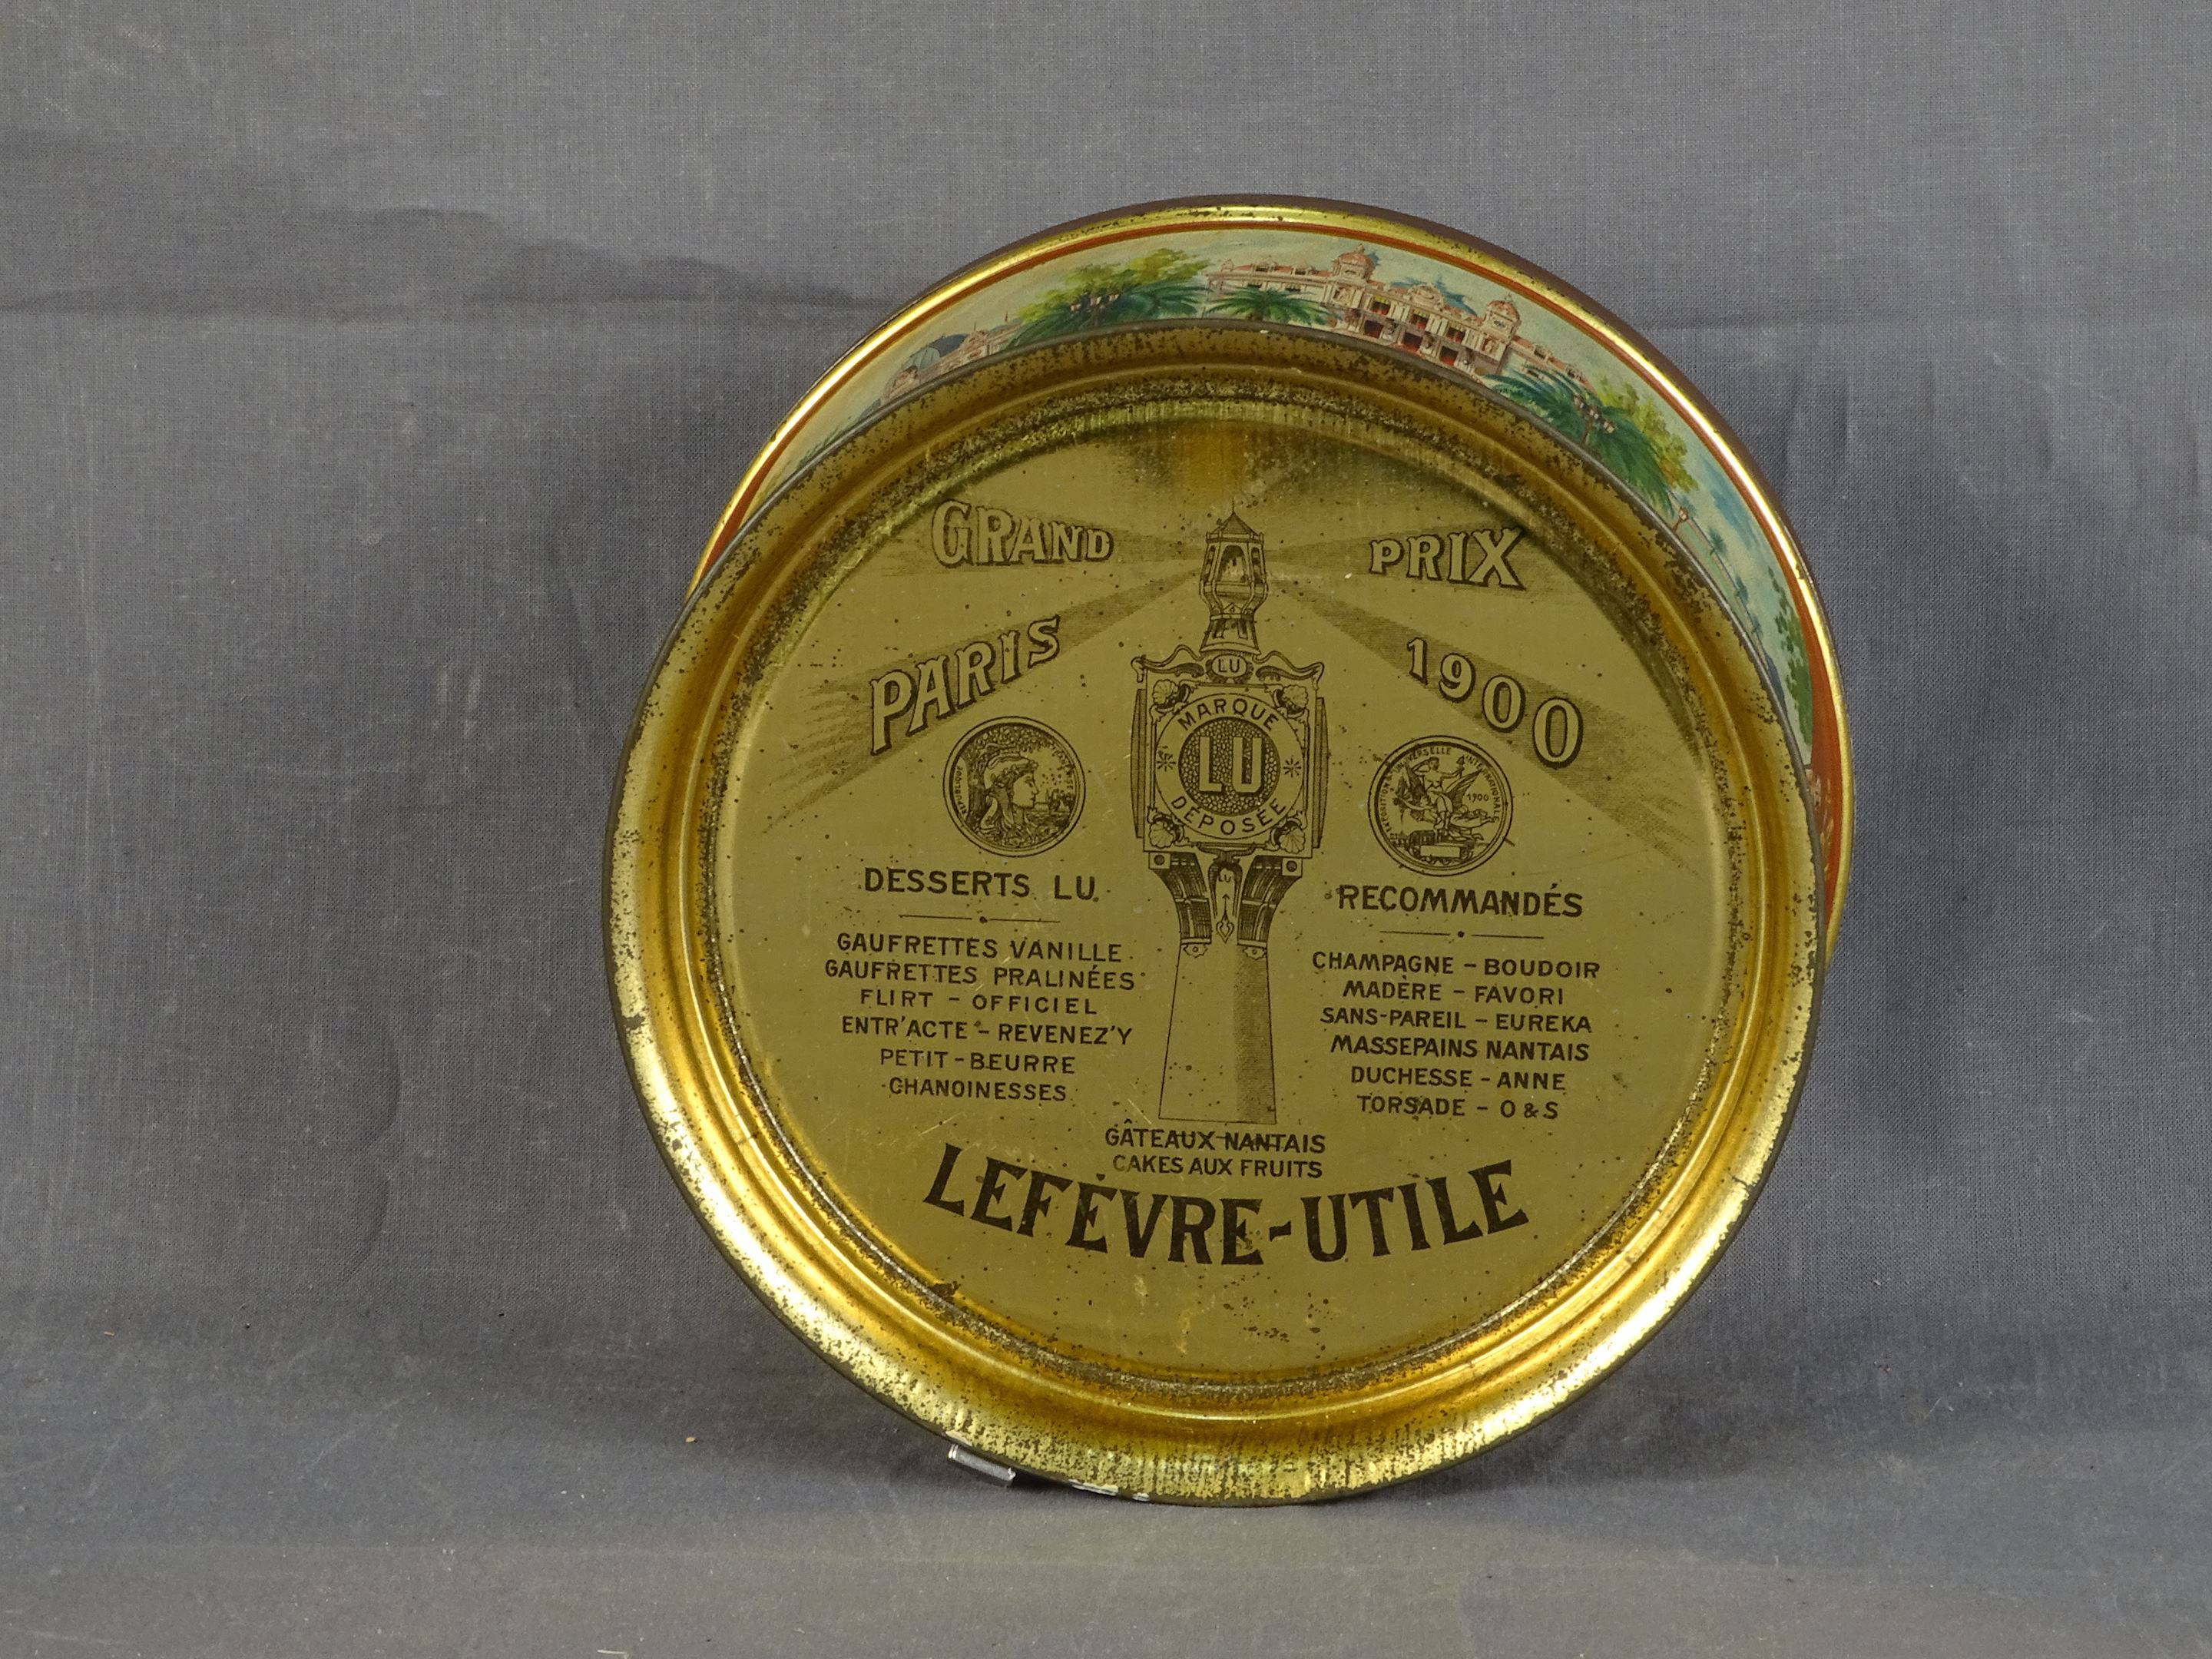 GRAND PRIX
PARIS 1900
LU
MARQUE
LU
DÉPOSÉE
LU
1900
DESSERTS LU
GAUFRETTES VANILLE
GAUFRETTES PRALINÉES
FLIRT - OFFICIEL
ENTR'ACTE - REVENEZ'Y
PETIT-BEURRE
CHANOINESSES
RECOMMANDÉS
CHAMPAGNE - BOUDOIR
MADÈRE - FAVORI
SANS-PAREIL - EUREKA
MASSEPAINS NANTAIS
DUCHESSE - ANNE
TORSADE - O & S
GÂTEAUX NANTAIS
CAKES AUX FRUITS
LEFÈVRE-UTILE